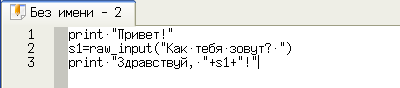 Без имени - 2
1 print "Привет!"
2 s1=raw_input("Как тебя зовут? ")
3 print "Здравствуй, "+s1+"!"